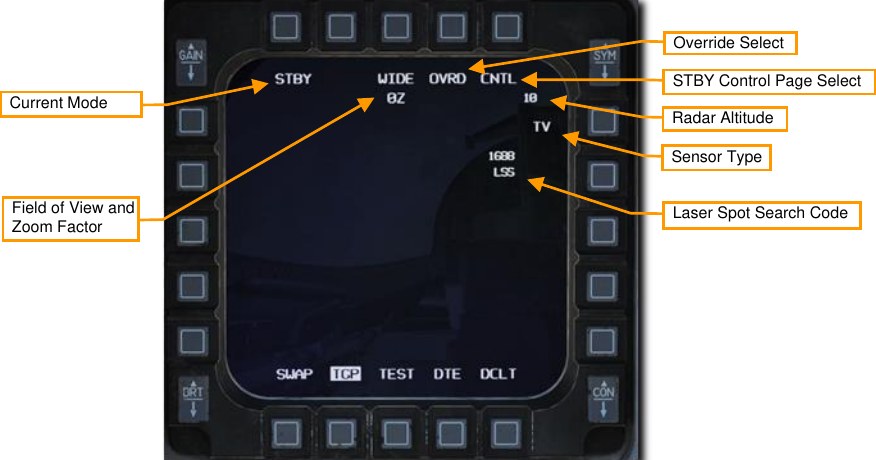 Override Select
GAIN
SYM
STBY
WIDE
OVRD
CNTL
STBY Control Page Select
Current Mode
0Z
10
Radar Altitude
TV
Sensor Type
1688
LSS
Field of View and
Zoom Factor
Laser Spot Search Code
SWAP
TGP
TEST
DTE
DCLT
BRT
CON